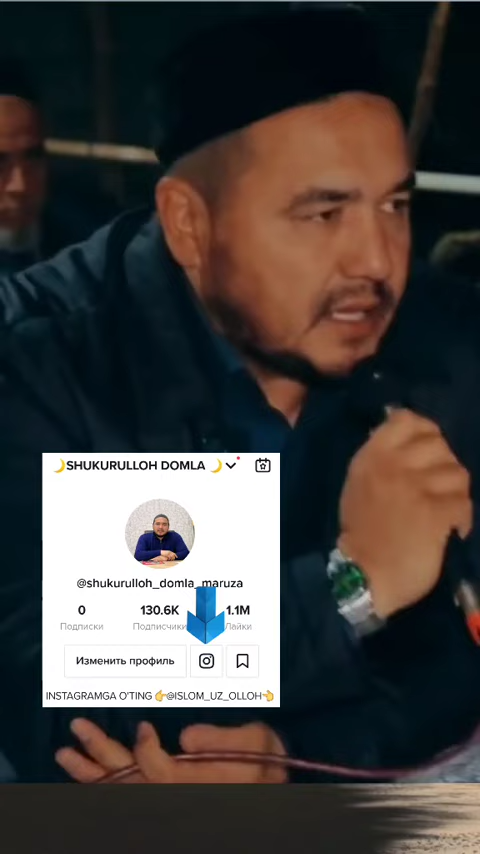 🌙SHUKURULLOH DOMLA 🌙
@shukurulloh_domla_maruza
0 130.6K 1.1M
Подписки Подписчики Лайки
Изменить профиль
INSTAGRAMGA O'TING 👉@ISLOM_UZ_OLLOH👈